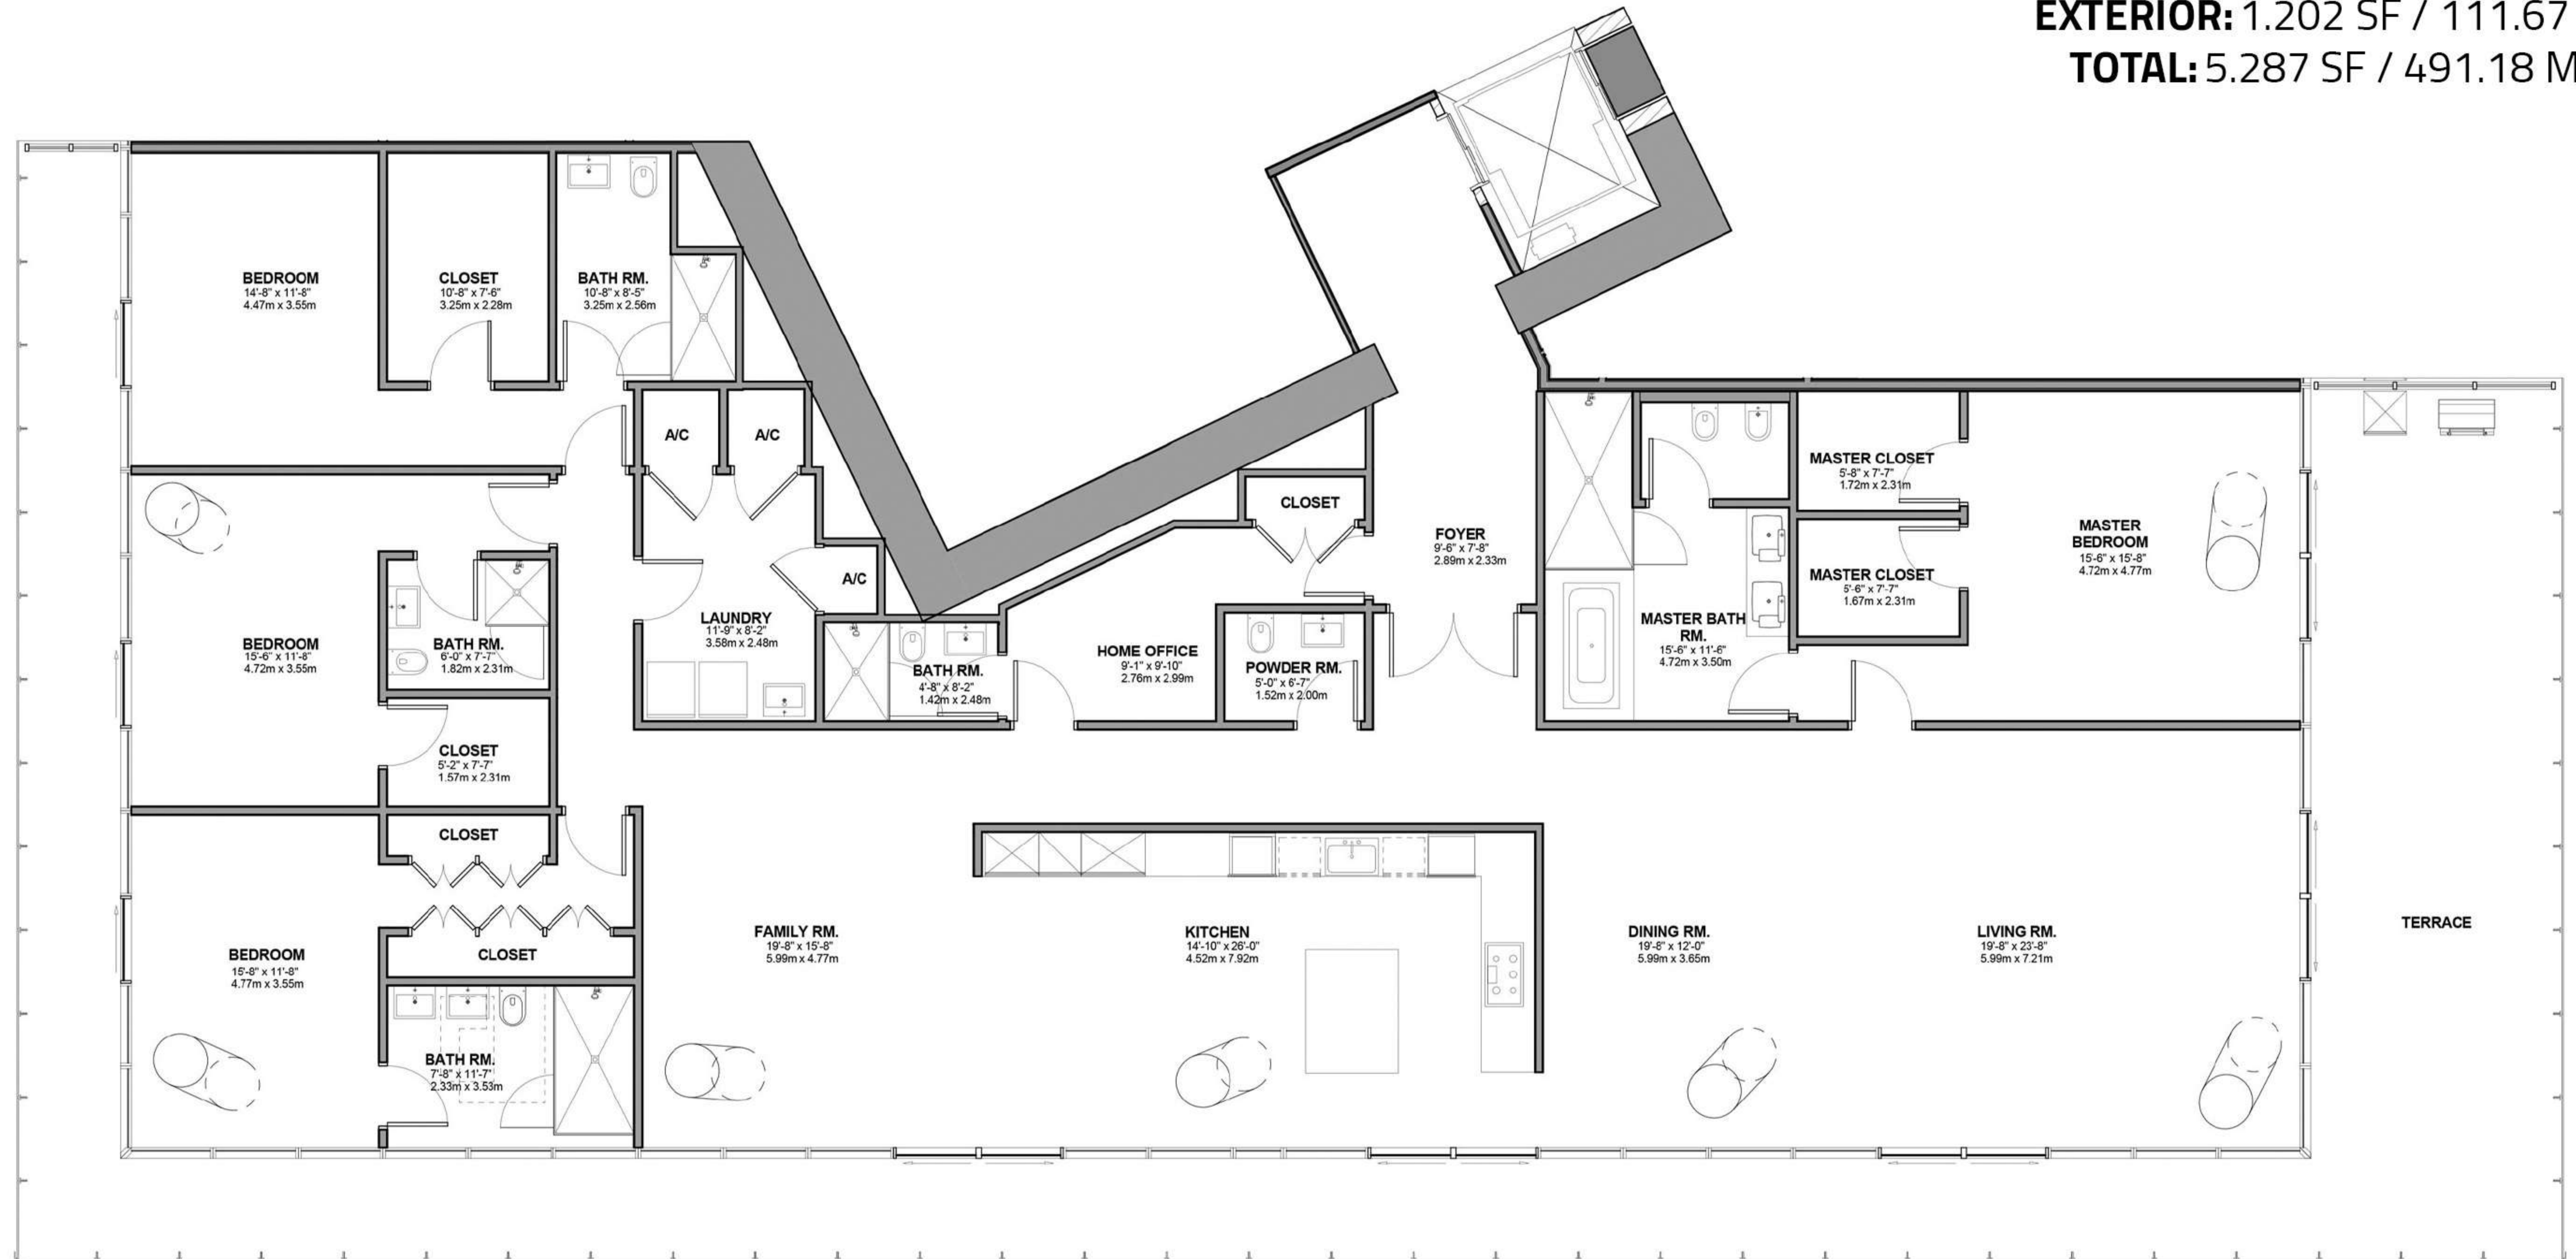 EXTERIOR: 1.202 SF / 111.67
TOTAL: 5.287 SF / 491.18 M
BEDROOM
14'-8" x 11'-8"
4.47m x 3.55m
CLOSET
10'-8" x 7'-6"
3.25m x 2.28m
BATH RM.
10'-8" x 8'-5"
3.25m x 2.56m
A/C
A/C
A/C
LAUNDRY
11'-9" x 8'-2"
3.58m x 2.48m
BEDROOM
15'-6" x 11'-8"
4.72m x 3.55m
BATH RM.
6'-0" x 7'-7"
1.82m x 2.31m
CLOSET
5'-2" x 7'-7"
1.57m x 2.31m
BATH RM.
4'-8" x 8'-2"
1.42m x 2.48m
HOME OFFICE
9'-1" x 9'-10"
2.76m x 2.99m
CLOSET
POWDER RM.
5'-0" x 6'-7"
1.52m x 2.00m
FOYER
9'-6" x 7'-8"
2.89m x 2.33m
MASTER BATH
RM.
15'-6" x 11'-6"
4.72m x 3.50m
MASTER CLOSET
5'-8" x 7'-7"
1.72m x 2.31m
MASTER CLOSET
5'-6" x 7'-7"
1.67m x 2.31m
MASTER
BEDROOM
15'-6" x 15'-8"
4.72m x 4.77m
CLOSET
CLOSET
BEDROOM
15'-8" x 11'-8"
4.77m x 3.55m
BATH RM.
7'-8" x 11'-7"
2.33m x 3.53m
FAMILY RM.
19'-8" x 15'-8"
5.99m x 4.77m
KITCHEN
14'-10" x 26'-0"
4.52m x 7.92m
DINING RM.
19'-8" x 12'-0"
5.99m x 3.65m
LIVING RM.
19'-8" x 23'-8"
5.99m x 7.21m
TERRACE